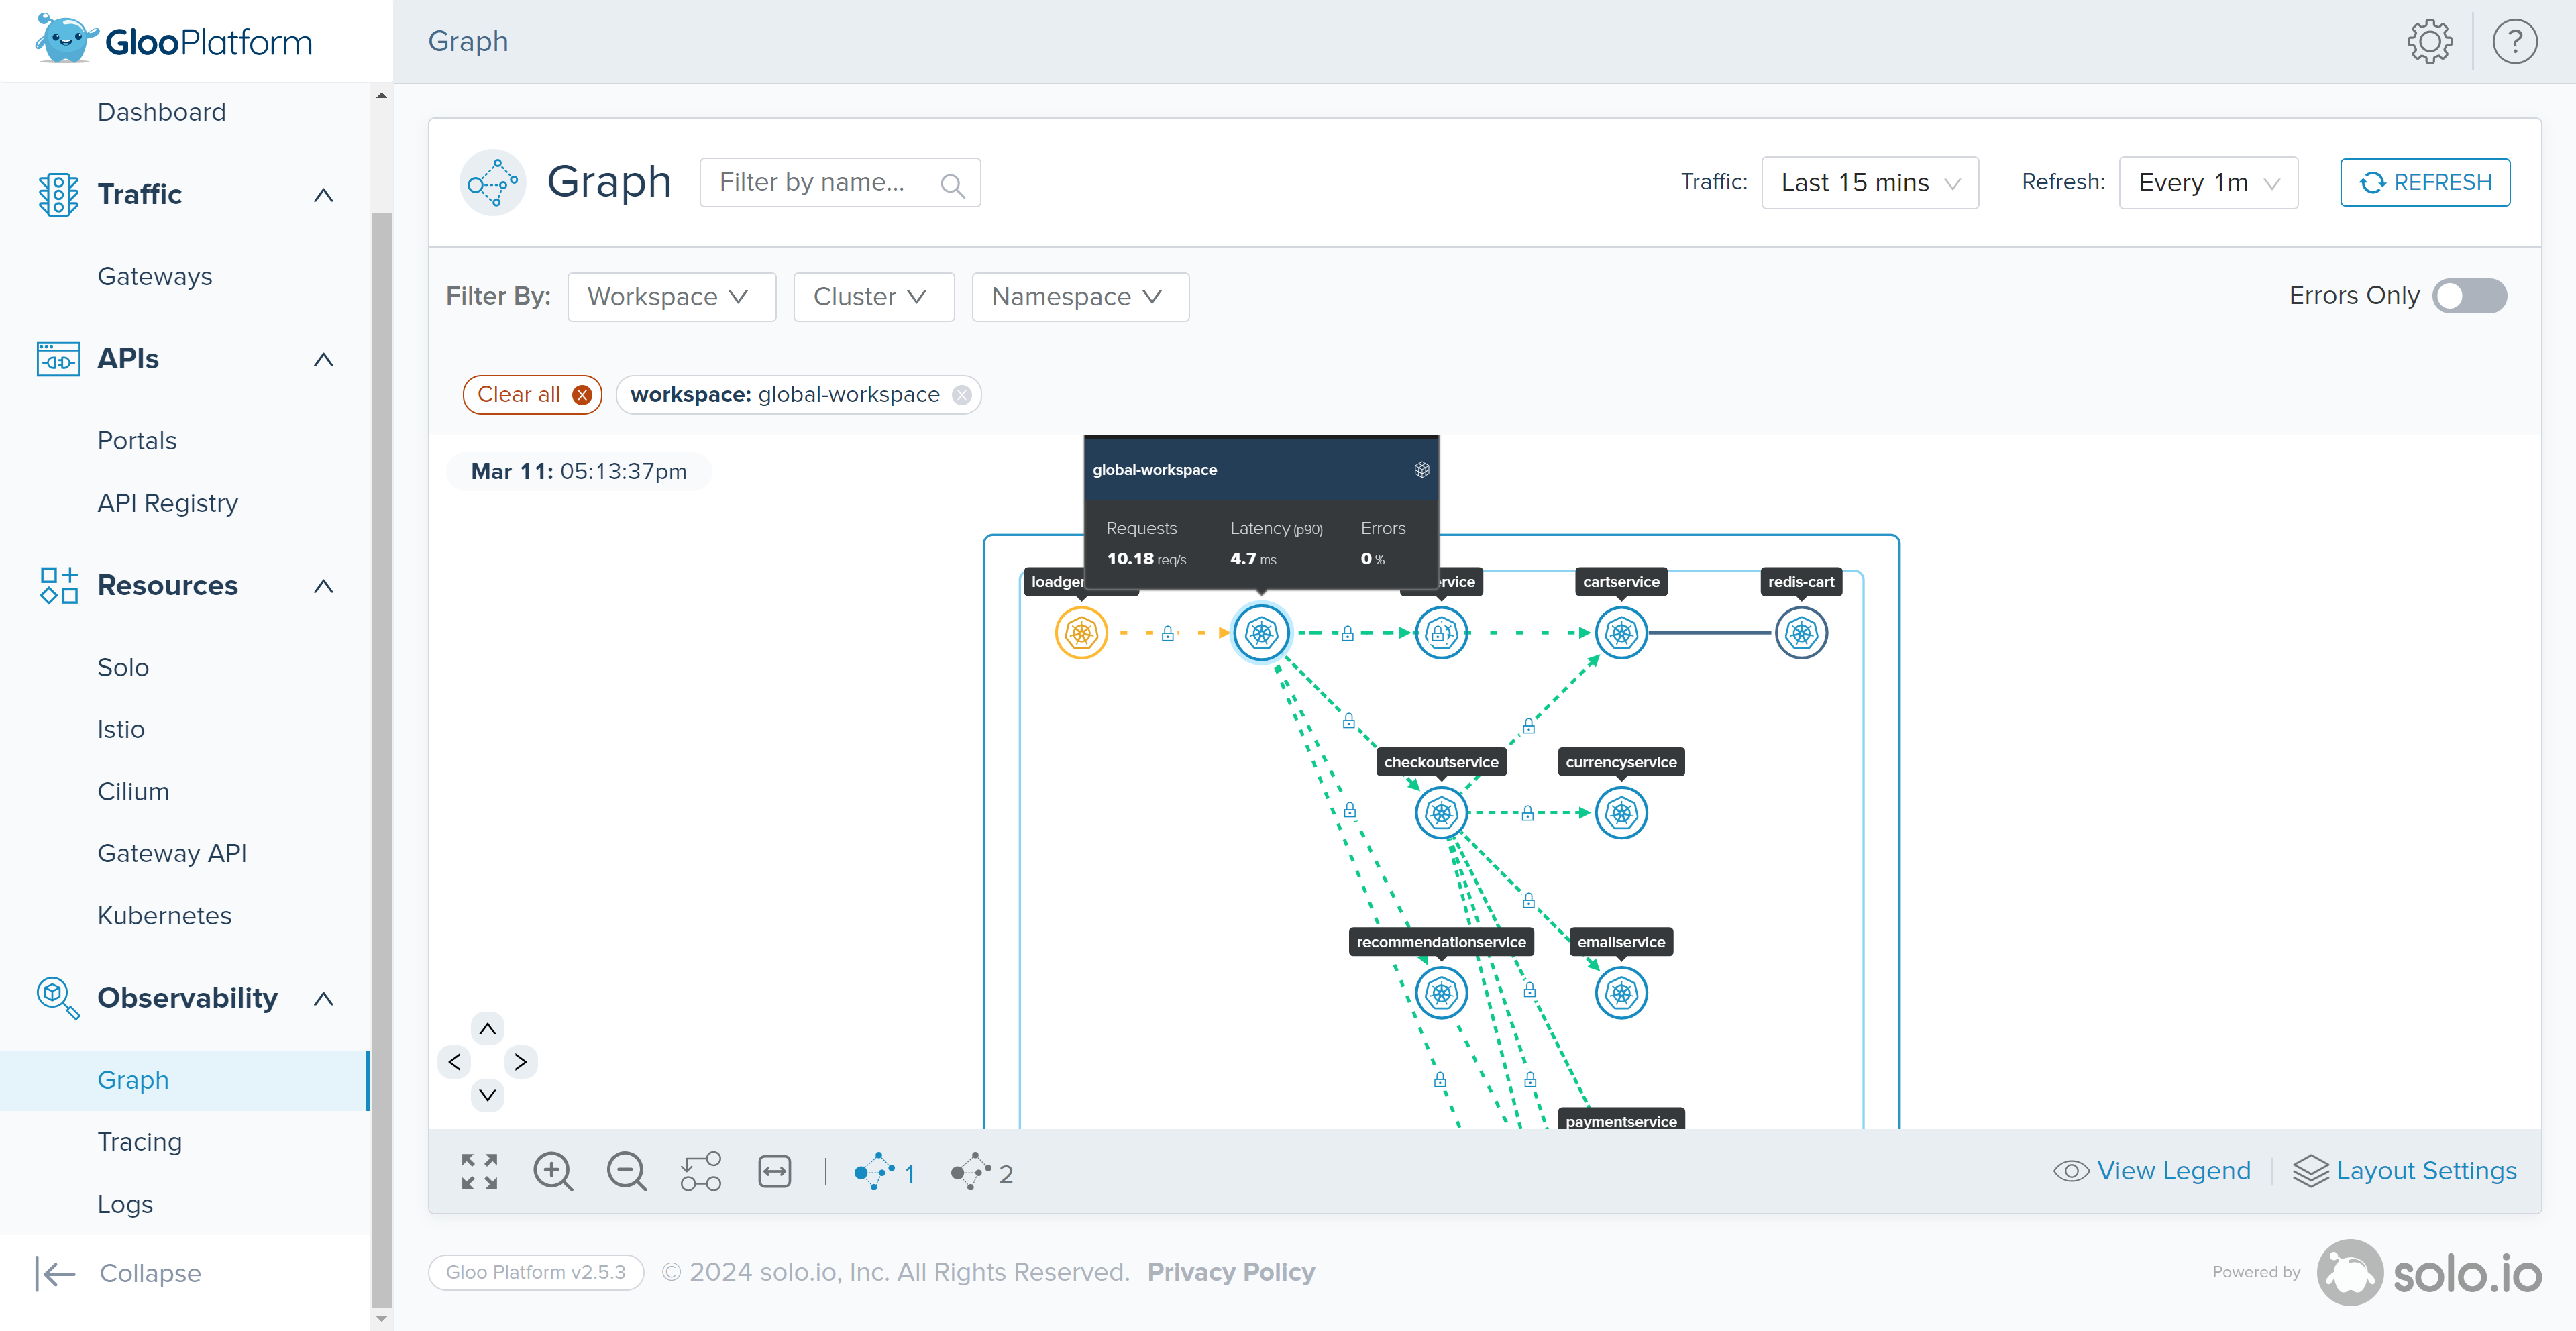 GlooPlatform
Graph
Dashboard
Traffic
Gateways
APIs
Portals
API Registry
Resources
Solo
Istio
Cilium
Gateway API
Kubernetes
Observability
Graph
Tracing
Logs
Collapse
Graph
Filter by name...
Traffic:
Last 15 mins
Refresh:
Every 1m
REFRESH
Filter By:
Workspace
Cluster
Namespace
Errors Only
Clear all
workspace: global-workspace
Mar 11: 05:13:37pm
global-workspace
Requests
Latency (p90)
Errors
10.18 req/s
4.7 ms
0 %
cartservice
redis-cart
checkoutservice
currencyservice
recommendationservice
emailservice
paymentservice
1
2
View Legend
Layout Settings
Gloo Platform v2.5.3
© 2024 solo.io, Inc. All Rights Reserved.
Privacy Policy
Powered by
solo.io